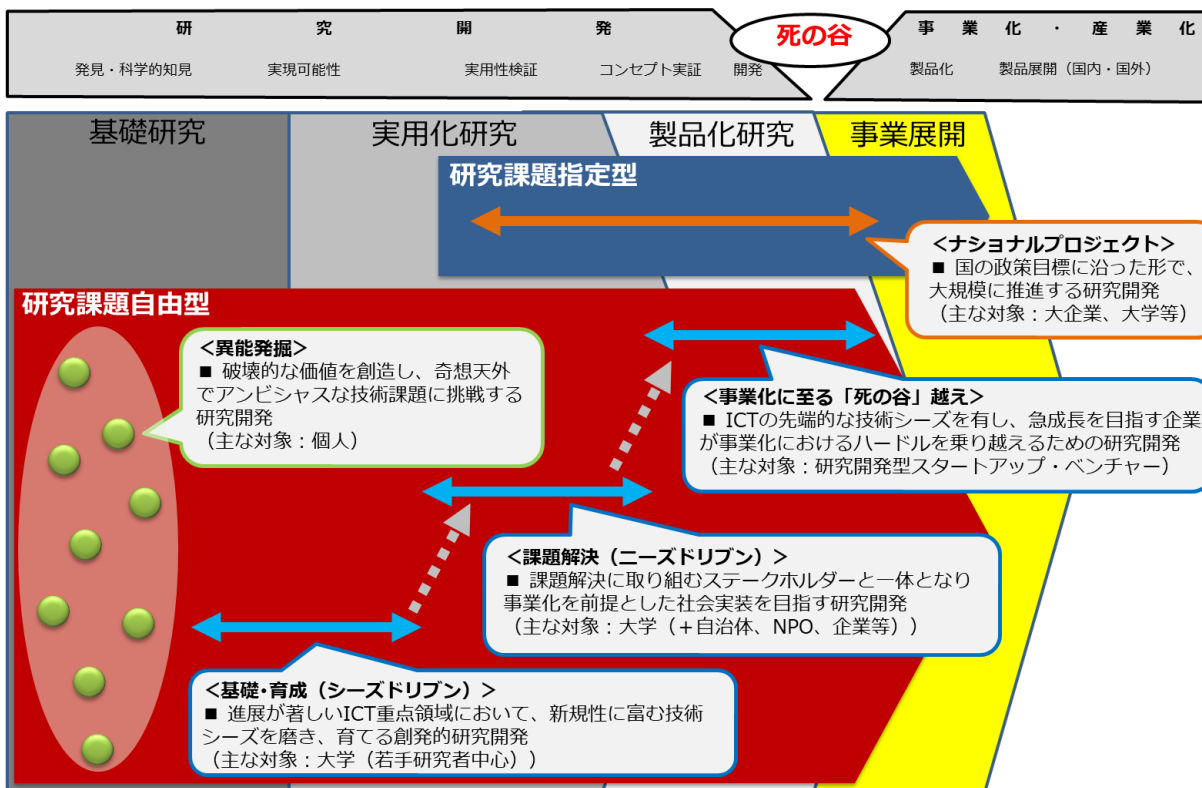 研究開発
死の谷
事業化・産業化
発見・科学的知見 実現可能性 実用性検証 コンセプト実証 開発
製品化 製品展開(国内・国外)
基礎研究 実用化研究 製品化研究 事業展開
研究課題指定型
<ナショナルプロジェクト>
■ 国の政策目標に沿った形で、
大規模に推進する研究開発
(主な対象:大企業、大学等)
研究課題自由型
<異能発掘>
■ 破壊的な価値を創造し、奇想天外
でアンビシャスな技術課題に挑戦する
研究開発
(主な対象:個人)
<事業化に至る「死の谷」越え>
■ ICTの先端的な技術シーズを有し、急成長を目指す企業
が事業化におけるハードルを乗り越えるための研究開発
(主な対象:研究開発型スタートアップ・ベンチャー)
<課題解決(ニーズドリブン)>
■ 課題解決に取り組むステークホルダーと一体となり
事業化を前提とした社会実装を目指す研究開発
(主な対象:大学(+自治体、NPO、企業等))
<基礎・育成(シーズドリブン)>
■ 進展が著しいICT重点領域において、新規性に富む技術
シーズを磨き、育てる創発的研究開発
(主な対象:大学(若手研究者中心))